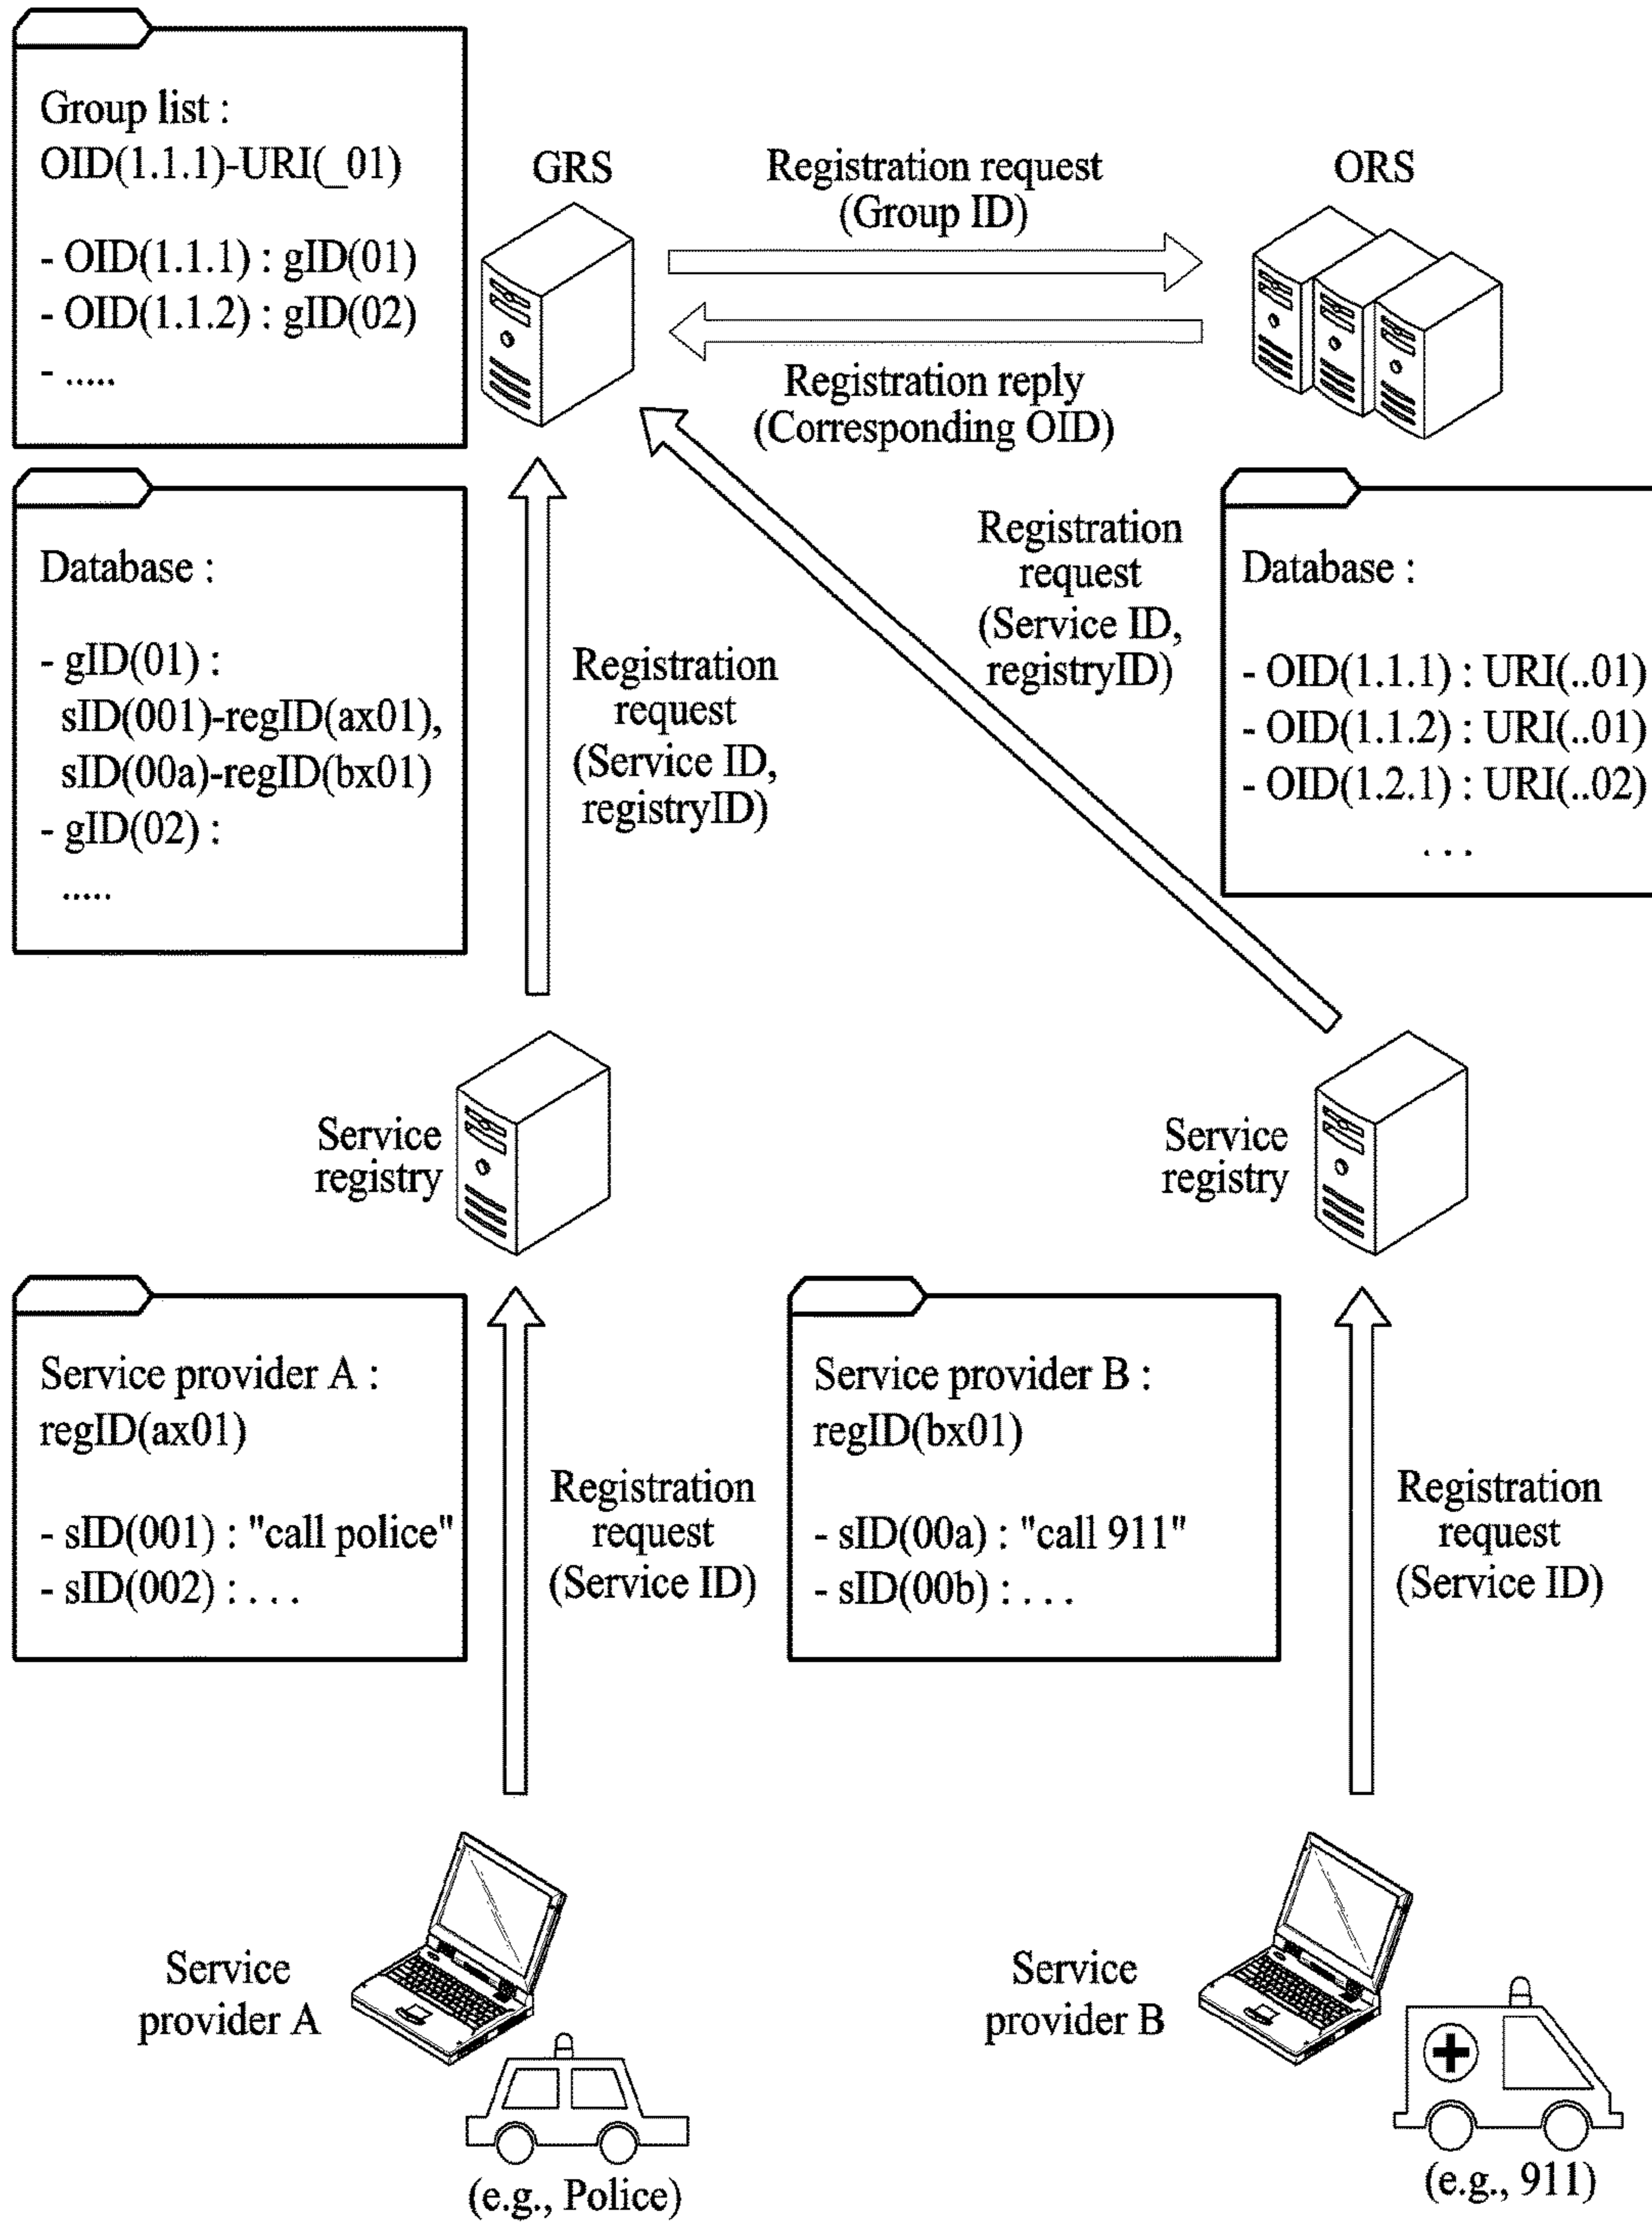 Group list :
OID(1.1.1)-URI(_01)
- OID(1.1.1) : gID(01)
- OID(1.1.2) : gID(02)
- .....
GRS
Registration request
(Group ID)
ORS
Registration reply
(Corresponding OID)
Database :
- gID(01) :
sID(001)-regID(ax01),
sID(00a)-regID(bx01)
- gID(02) :
.....
Registration
request
(Service ID,
registryID)
Registration
request
(Service ID,
registryID)
Database :
- OID(1.1.1) : URI(..01)
- OID(1.1.2) : URI(..01)
- OID(1.2.1) : URI(..02)
. . .
Service
registry
Service
registry
Service provider A :
regID(ax01)
- sID(001) : "call police"
- sID(002) : . . .
Registration
request
(Service ID)
Service provider B :
regID(bx01)
- sID(00a) : "call 911"
- sID(00b) : . . .
Registration
request
(Service ID)
Service
provider A
(e.g., Police)
Service
provider B
(e.g., 911)